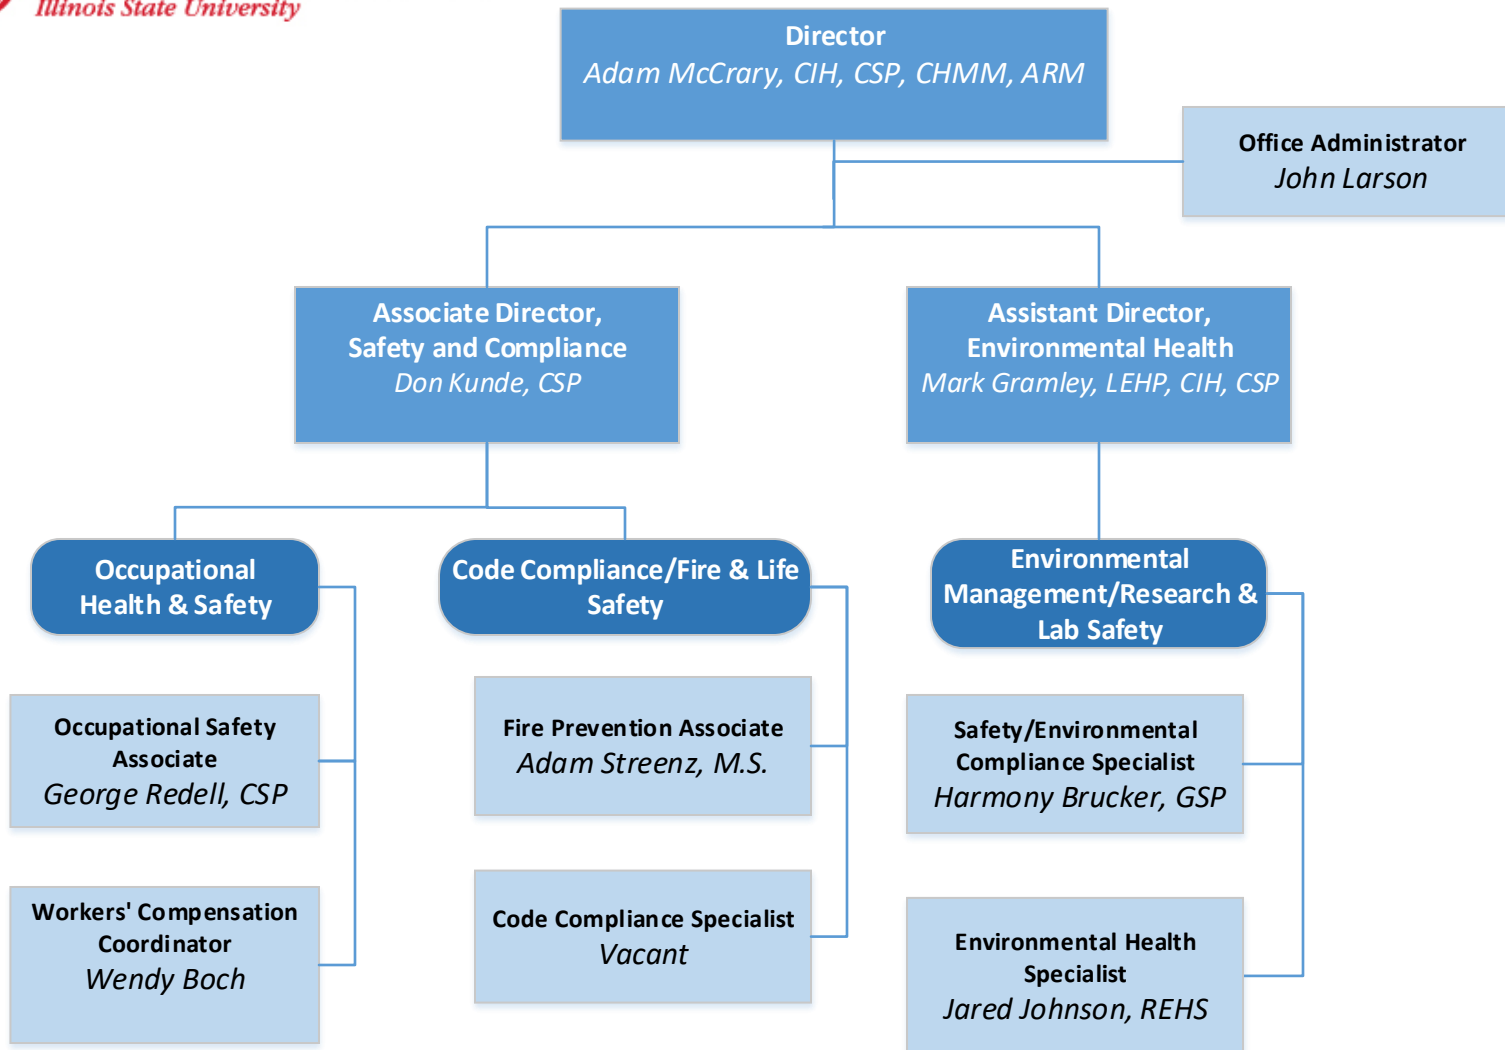 Illinois State University
Director
Adam McCrary, CIH, CSP, CHMM, ARM
Office Administrator
John Larson
Associate Director,
Safety and Compliance
Don Kunde, CSP
Assistant Director,
Environmental Health
Mark Gramley, LEHP, CIH, CSP
Occupational
Health & Safety
Code Compliance/Fire & Life
Safety
Environmental
Management/Research &
Lab Safety
Occupational Safety
Associate
George Redell, CSP
Fire Prevention Associate
Adam Streenz, M.S.
Safety/Environmental
Compliance Specialist
Harmony Brucker, GSP
Workers' Compensation
Coordinator
Wendy Boch
Code Compliance Specialist
Vacant
Environmental Health
Specialist
Jared Johnson, REHS